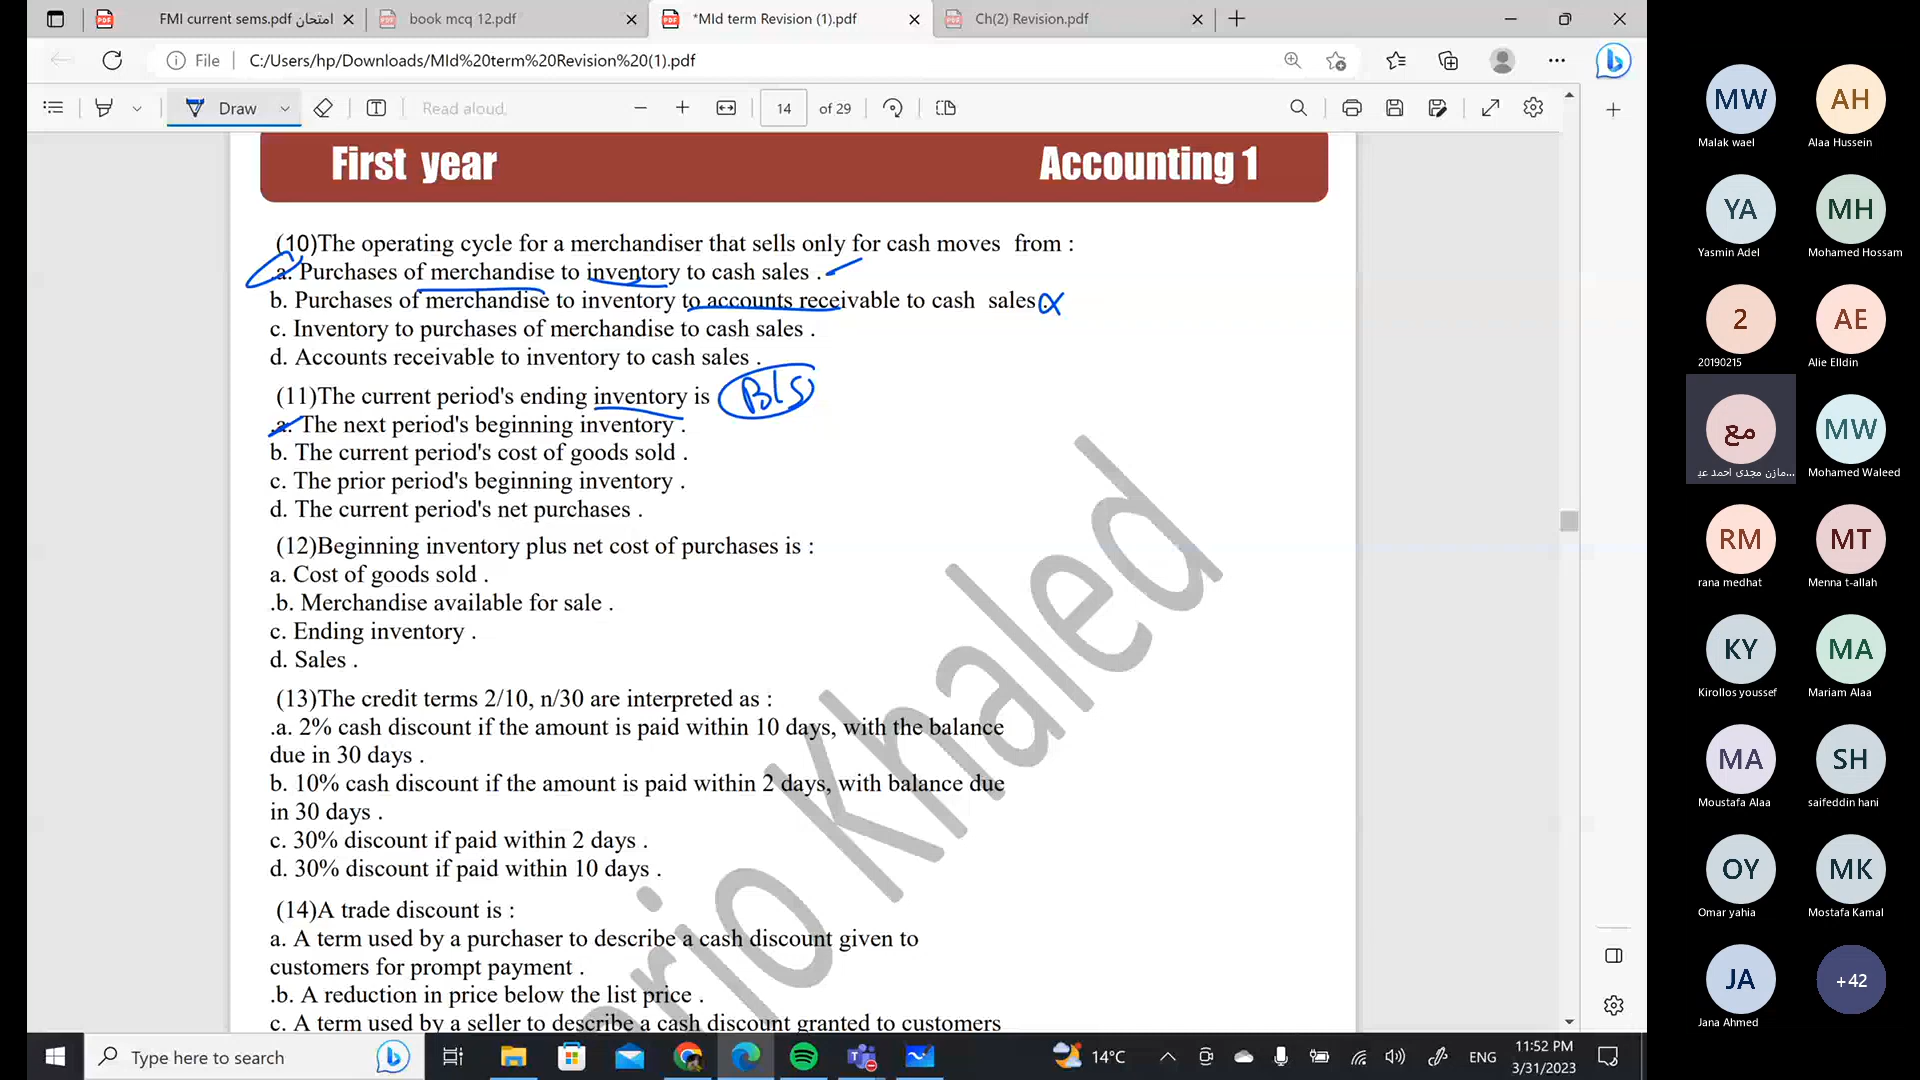 FMI current sems.pdf امتحان
book mcq 12.pdf
*MId term Revision (1).pdf
Ch(2) Revision.pdf
File
C:/Users/hp/Downloads/MId%20term%20Revision%20(1).pdf
Draw
Read aloud
14
of 29
First year
Accounting 1
(10)The operating cycle for a merchandiser that sells only for cash moves from :
.a. Purchases of merchandise to inventory to cash sales .
b. Purchases of merchandise to inventory to accounts receivable to cash sales
c. Inventory to purchases of merchandise to cash sales .
d. Accounts receivable to inventory to cash sales .
(11)The current period's ending inventory is
B/S
.a. The next period's beginning inventory .
b. The current period's cost of goods sold .
c. The prior period's beginning inventory .
d. The current period's net purchases .
(12)Beginning inventory plus net cost of purchases is :
a. Cost of goods sold .
.b. Merchandise available for sale .
c. Ending inventory .
d. Sales .
(13)The credit terms 2/10, n/30 are interpreted as :
.a. 2% cash discount if the amount is paid within 10 days, with the balance
due in 30 days .
b. 10% cash discount if the amount is paid within 2 days, with balance due
in 30 days .
c. 30% discount if paid within 2 days .
d. 30% discount if paid within 10 days .
(14)A trade discount is :
a. A term used by a purchaser to describe a cash discount given to
customers for prompt payment .
.b. A reduction in price below the list price .
c. A term used by a seller to describe a cash discount granted to customers
rio Khaled
MW
Malak wael
AH
Alaa Hussein
YA
Yasmin Adel
MH
Mohamed Hossam
2
20190215
AE
Alie Elldin
مع
مازن مجدى احمد عبد...
MW
Mohamed Waleed
RM
rana medhat
MT
Menna t-allah
KY
Kirollos youssef
MA
Mariam Alaa
MA
Moustafa Alaa
SH
saifeddin hani
OY
Omar yahia
MK
Mostafa Kamal
JA
Jana Ahmed
+42
Type here to search
14°C
ENG
11:52 PM
3/31/2023